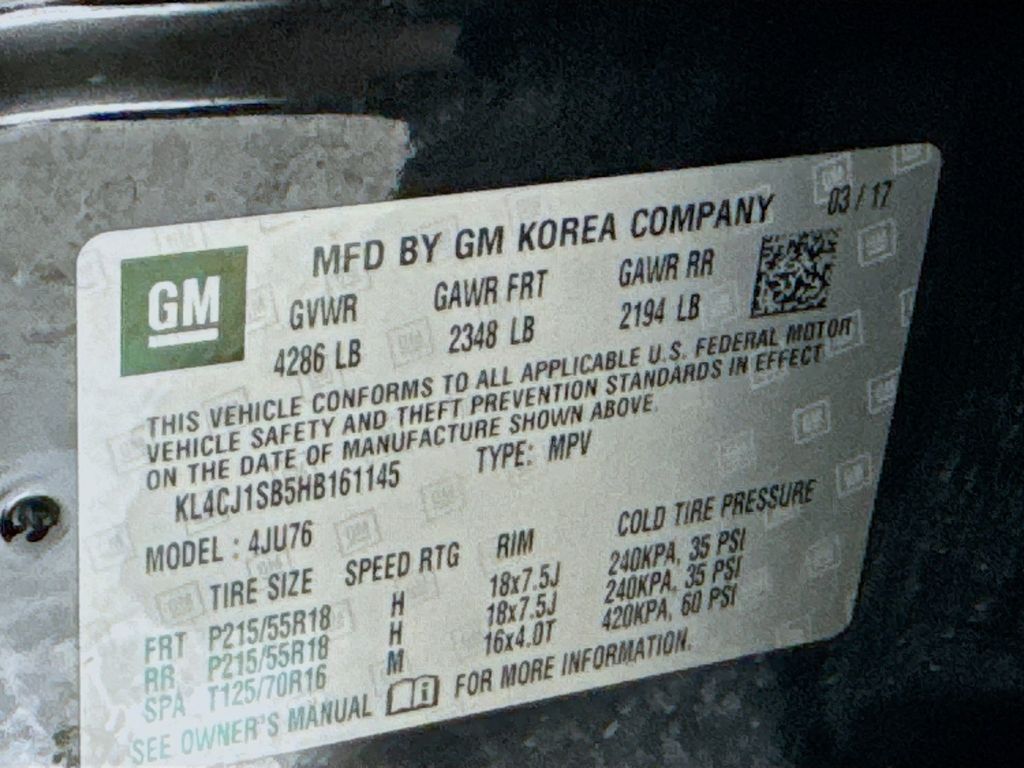 MFD BY GM KOREA COMPANY 03/17
GM
GVWR GAWR FRT GAWR RR
4286 LB 2348 LB 2194 LB
THIS VEHICLE CONFORMS TO ALL APPLICABLE U.S. FEDERAL MOTOR
VEHICLE SAFETY AND THEFT PREVENTION STANDARDS IN EFFECT
ON THE DATE OF MANUFACTURE SHOWN ABOVE.
KL4CJ1SB5HB161145 TYPE: MPV
MODEL : 4JU76
TIRE SIZE SPEED RTG RIM COLD TIRE PRESSURE
FRT P215/55R18 H 18x7.5J 240KPA, 35 PSI
RR P215/55R18 H 18x7.5J 240KPA, 35 PSI
SPA T125/70R16 M 16x4.0T 420KPA, 60 PSI
SEE OWNER'S MANUAL FOR MORE INFORMATION.